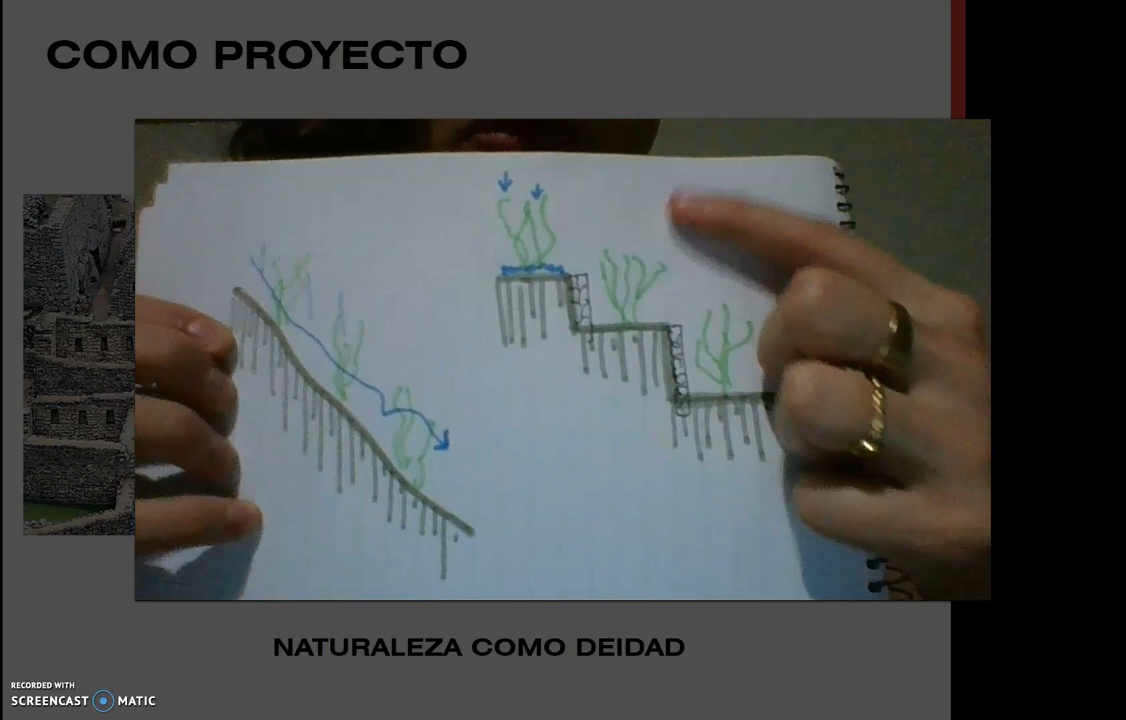 COMO PROYECTO
NATURALEZA COMO DEIDAD
RECORDED WITH
SCREENCAST MATIC